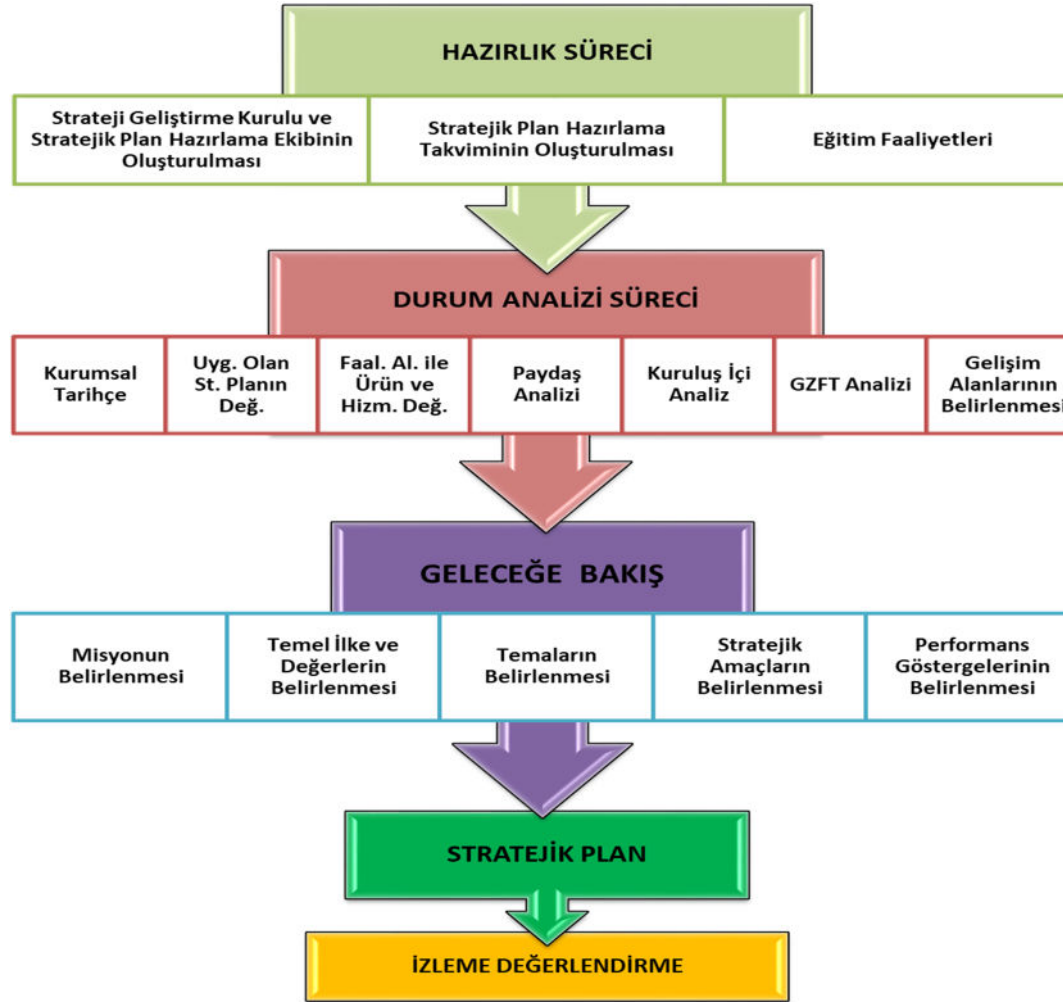 HAZIRLIK SÜRECİ
Strateji Geliştirme Kurulu ve
Stratejik Plan Hazırlama Ekibinin
Oluşturulması
Stratejik Plan Hazırlama
Takviminin Oluşturulması
Eğitim Faaliyetleri
DURUM ANALİZİ SÜRECİ
Kurumsal
Tarihçe
Uyg. Olan
St. Planın
Değ.
Faal. Al. ile
Ürün ve
Hizm. Değ.
Paydaş
Analizi
Kuruluş İçi
Analiz
GZFT Analizi
Gelişim
Alanlarının
Belirlenmesi
GELECEĞE BAKIŞ
Misyonun
Belirlenmesi
Temel İlke ve
Değerlerin
Belirlenmesi
Temaların
Belirlenmesi
Stratejik
Amaçların
Belirlenmesi
Performans
Göstergelerinin
Belirlenmesi
STRATEJİK PLAN
İZLEME DEĞERLENDİRME